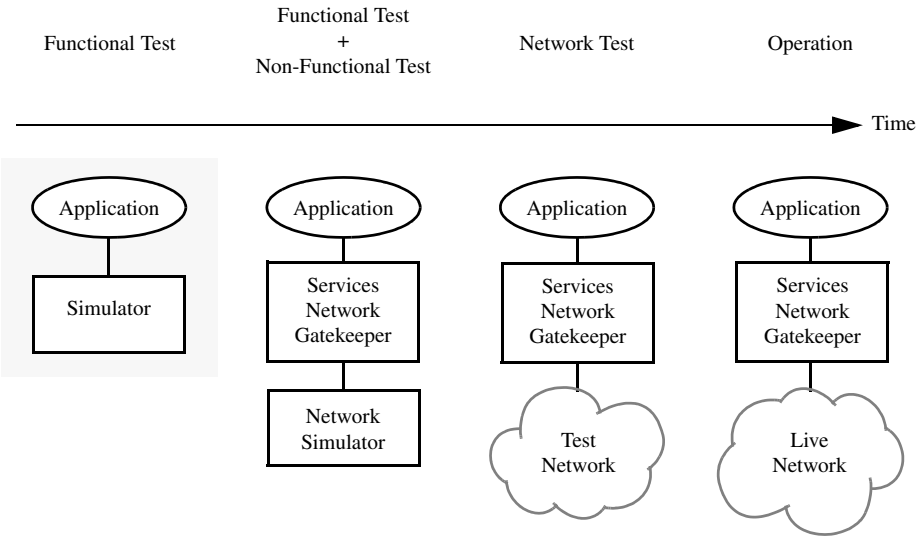 Functional Test
Functional Test
+
Non-Functional Test
Network Test
Operation
Time
Application
Simulator
Application
Services
Network
Gatekeeper
Network
Simulator
Application
Services
Network
Gatekeeper
Test
Network
Application
Services
Network
Gatekeeper
Live
Network